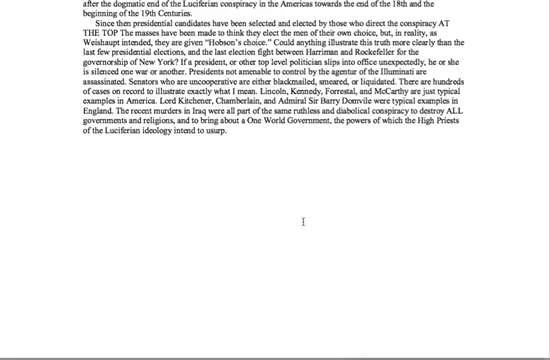 after the dogmatic end of the Luciferian conspiracy in the Americas towards the end of the 18th and the
beginning of the 19th Centuries.
Since then presidential candidates have been selected and elected by those who direct the conspiracy AT
THE TOP The masses have been made to think they elect the men of their own choice, but, in reality, as
Weishaupt intended, they are given “Hobson’s choice.” Could anything illustrate this truth more clearly than the
last few presidential elections, and the last election fight between Harriman and Rockefeller for the
governorship of New York? If a president, or other top level politician slips into office unexpectedly, he or she
is silenced one war or another. Presidents not amenable to control by the agentur of the Illuminati are
assassinated. Senators who are uncooperative are either blackmailed, smeared, or liquidated. There are hundreds
of cases on record to illustrate exactly what I mean. Lincoln, Kennedy, Forrestal, and McCarthy are just typical
examples in America. Lord Kitchener, Chamberlain, and Admiral Sir Barry Domvile were typical examples in
England. The recent murders in Iraq were all part of the same ruthless and diabolical conspiracy to destroy ALL
governments and religions, and to bring about a One World Government, the powers of which the High Priests
of the Luciferian ideology intend to usurp.